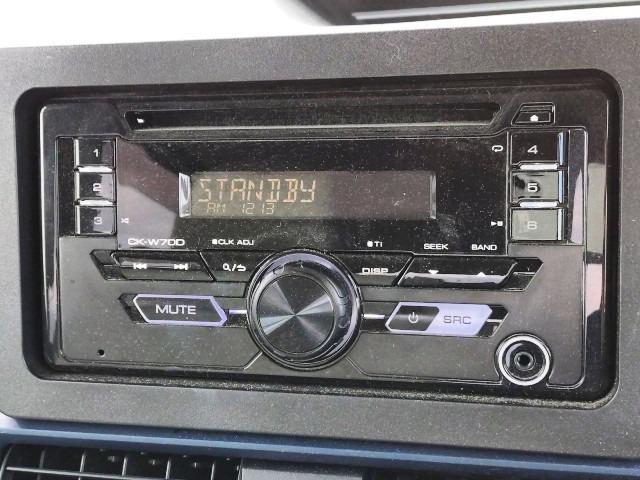 1
2
3
STANDBY
AM 12:13
4
5
6
CK-W70D
CLK ADJ
TI
SEEK
BAND
DISP
MUTE
SRC